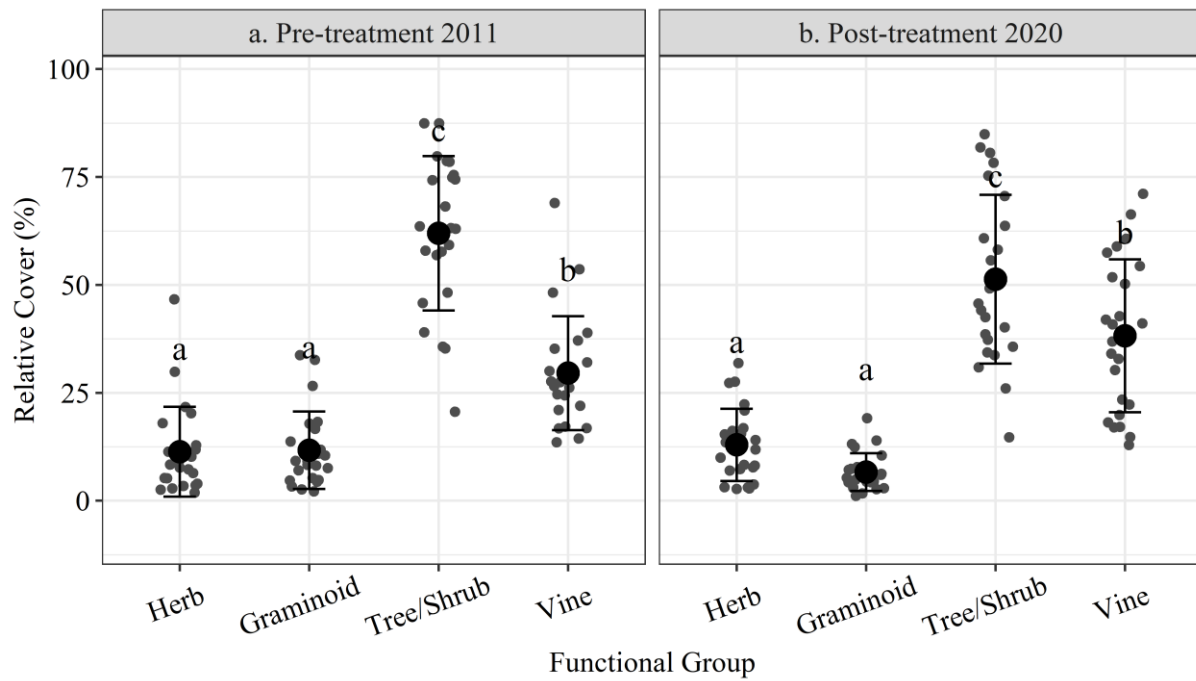 a. Pre-treatment 2011
b. Post-treatment 2020
Relative Cover (%)
100
75
50
25
0
a
a
c
b
a
a
c
b
Herb
Graminoid
Tree/Shrub
Vine
Herb
Graminoid
Tree/Shrub
Vine
Functional Group